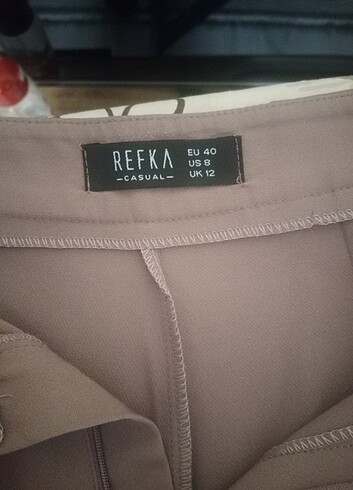 REFKA
—CASUAL—
EU 40
US 8
UK 12